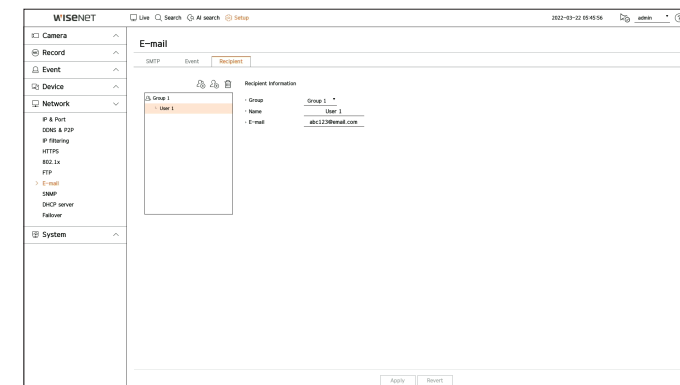 WISENET
Live Search AI search Setup
2022-03-22 05:45:56 admin
Camera
Record
Event
Device
Network
IP & Port
DDNS & P2P
IP filtering
HTTPS
802.1x
FTP
E-mail
SNMP
DHCP server
Failover
System
E-mail
SMTP Event Recipient
Group 1
User 1
Recipient Information
Group Group 1
Name User 1
E-mail abc123@email.com
Apply Revert